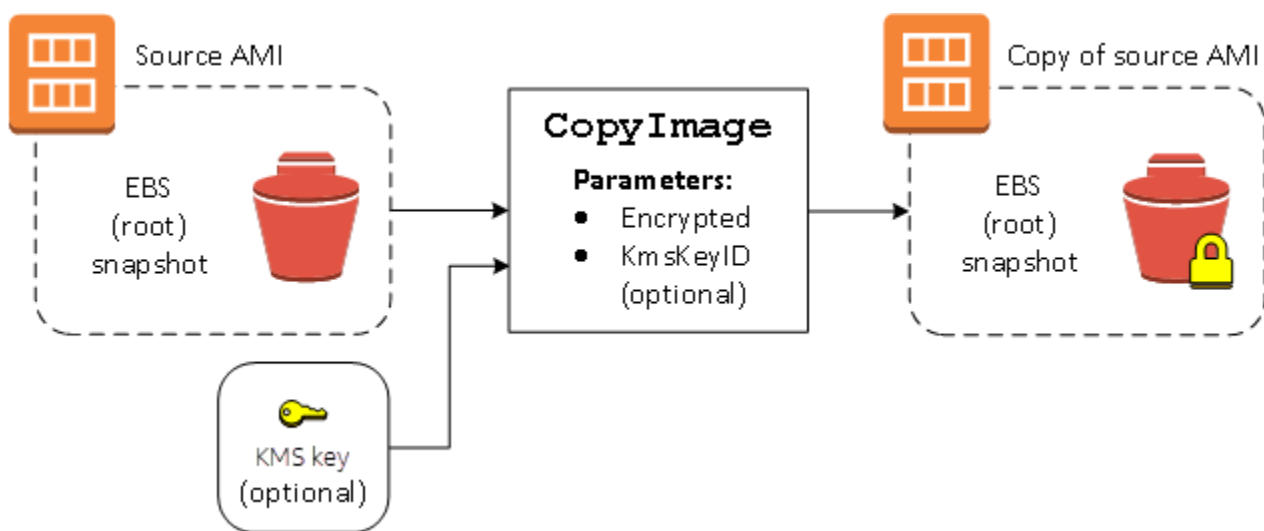 Source AMI
EBS
(root)
snapshot
KMS key
(optional)
CopyImage
Parameters:
● Encrypted
● KmsKeyID
(optional)
Copy of source AMI
EBS
(root)
snapshot